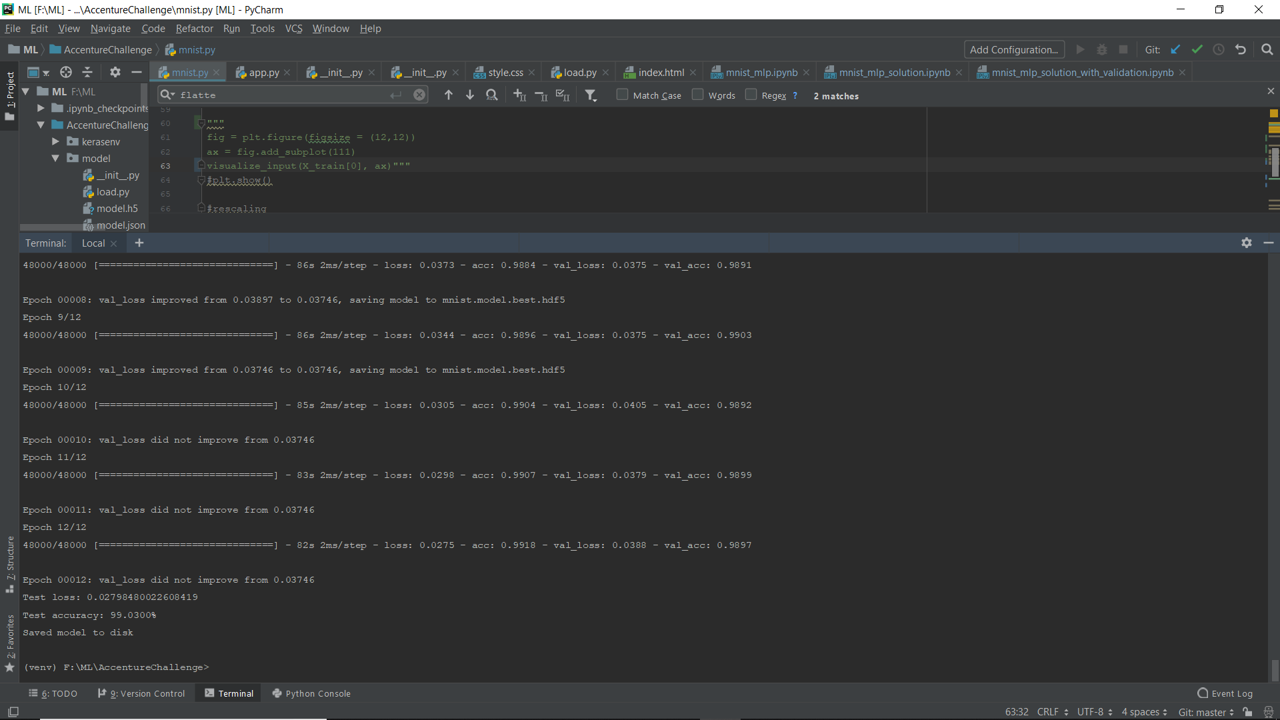 ML [F:\ML] - ...\AccentureChallenge\mnist.py [ML] - PyCharm
File Edit View Navigate Code Refactor Run Tools VCS Window Help
ML AccentureChallenge mnist.py Add Configuration... Git:
1: Project
mnist.py app.py __init__.py __init__.py style.css load.py index.html mnist_mlp.ipynb mnist_mlp_solution.ipynb mnist_mlp_solution_with_validation.ipynb
ML F:\ML
.ipynb_checkpoints
AccentureChalleng
kerasenv
model
__init__.py
load.py
model.h5
model.json
flatte Match Case Words Regex ? 2 matches
59
60 """
61 fig = plt.figure(figsize = (12,12))
62 ax = fig.add_subplot(111)
63 visualize_input(X_train[0], ax)"""
64 #plt.show()
65
66 #rescaling
Terminal: Local +
48000/48000 [==============================] - 86s 2ms/step - loss: 0.0373 - acc: 0.9884 - val_loss: 0.0375 - val_acc: 0.9891
Epoch 00008: val_loss improved from 0.03897 to 0.03746, saving model to mnist.model.best.hdf5
Epoch 9/12
48000/48000 [==============================] - 86s 2ms/step - loss: 0.0344 - acc: 0.9896 - val_loss: 0.0375 - val_acc: 0.9903
Epoch 00009: val_loss improved from 0.03746 to 0.03746, saving model to mnist.model.best.hdf5
Epoch 10/12
48000/48000 [==============================] - 85s 2ms/step - loss: 0.0305 - acc: 0.9904 - val_loss: 0.0405 - val_acc: 0.9892
Epoch 00010: val_loss did not improve from 0.03746
Epoch 11/12
48000/48000 [==============================] - 83s 2ms/step - loss: 0.0298 - acc: 0.9907 - val_loss: 0.0379 - val_acc: 0.9899
Epoch 00011: val_loss did not improve from 0.03746
Epoch 12/12
48000/48000 [==============================] - 82s 2ms/step - loss: 0.0275 - acc: 0.9918 - val_loss: 0.0388 - val_acc: 0.9897
Epoch 00012: val_loss did not improve from 0.03746
Test loss: 0.02798480022608419
Test accuracy: 99.0300%
Saved model to disk
(venv) F:\ML\AccentureChallenge>
7: Structure
2: Favorites
6: TODO 9: Version Control Terminal Python Console Event Log
63:32 CRLF UTF-8 4 spaces Git: master